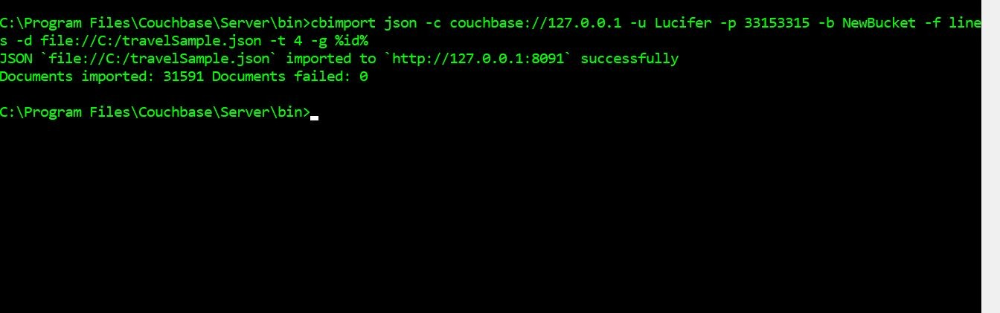 C:\Program Files\Couchbase\Server\bin>cbimport json -c couchbase://127.0.0.1 -u Lucifer -p 33153315 -b NewBucket -f line
s -d file://C:/travelSample.json -t 4 -g %id%
JSON `file://C:/travelSample.json` imported to `http://127.0.0.1:8091` successfully
Documents imported: 31591 Documents failed: 0
C:\Program Files\Couchbase\Server\bin>